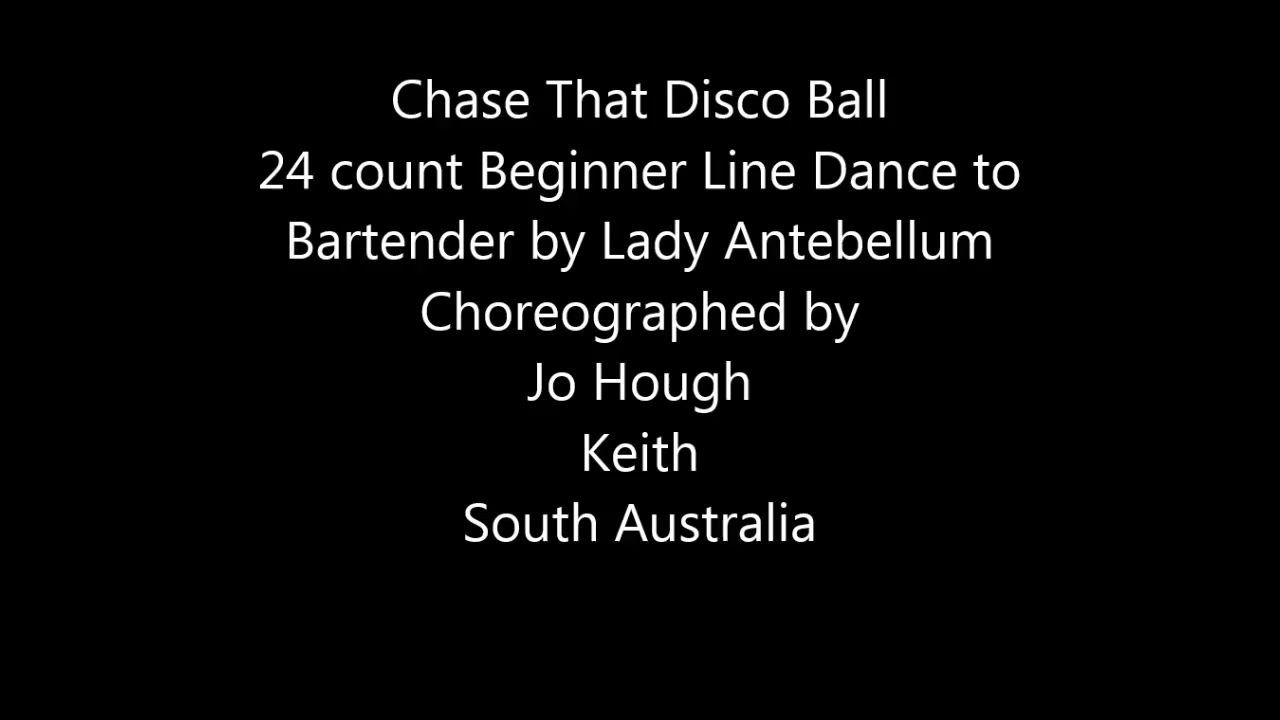 Chase That Disco Ball
24 count Beginner Line Dance to
Bartender by Lady Antebellum
Choreographed by
Jo Hough
Keith
South Australia